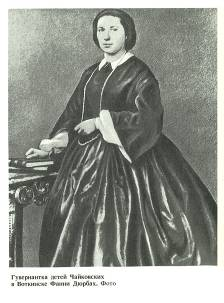 Гувернантка детей Чайковских
в Воткинске Фанни Дюрбах. Фото